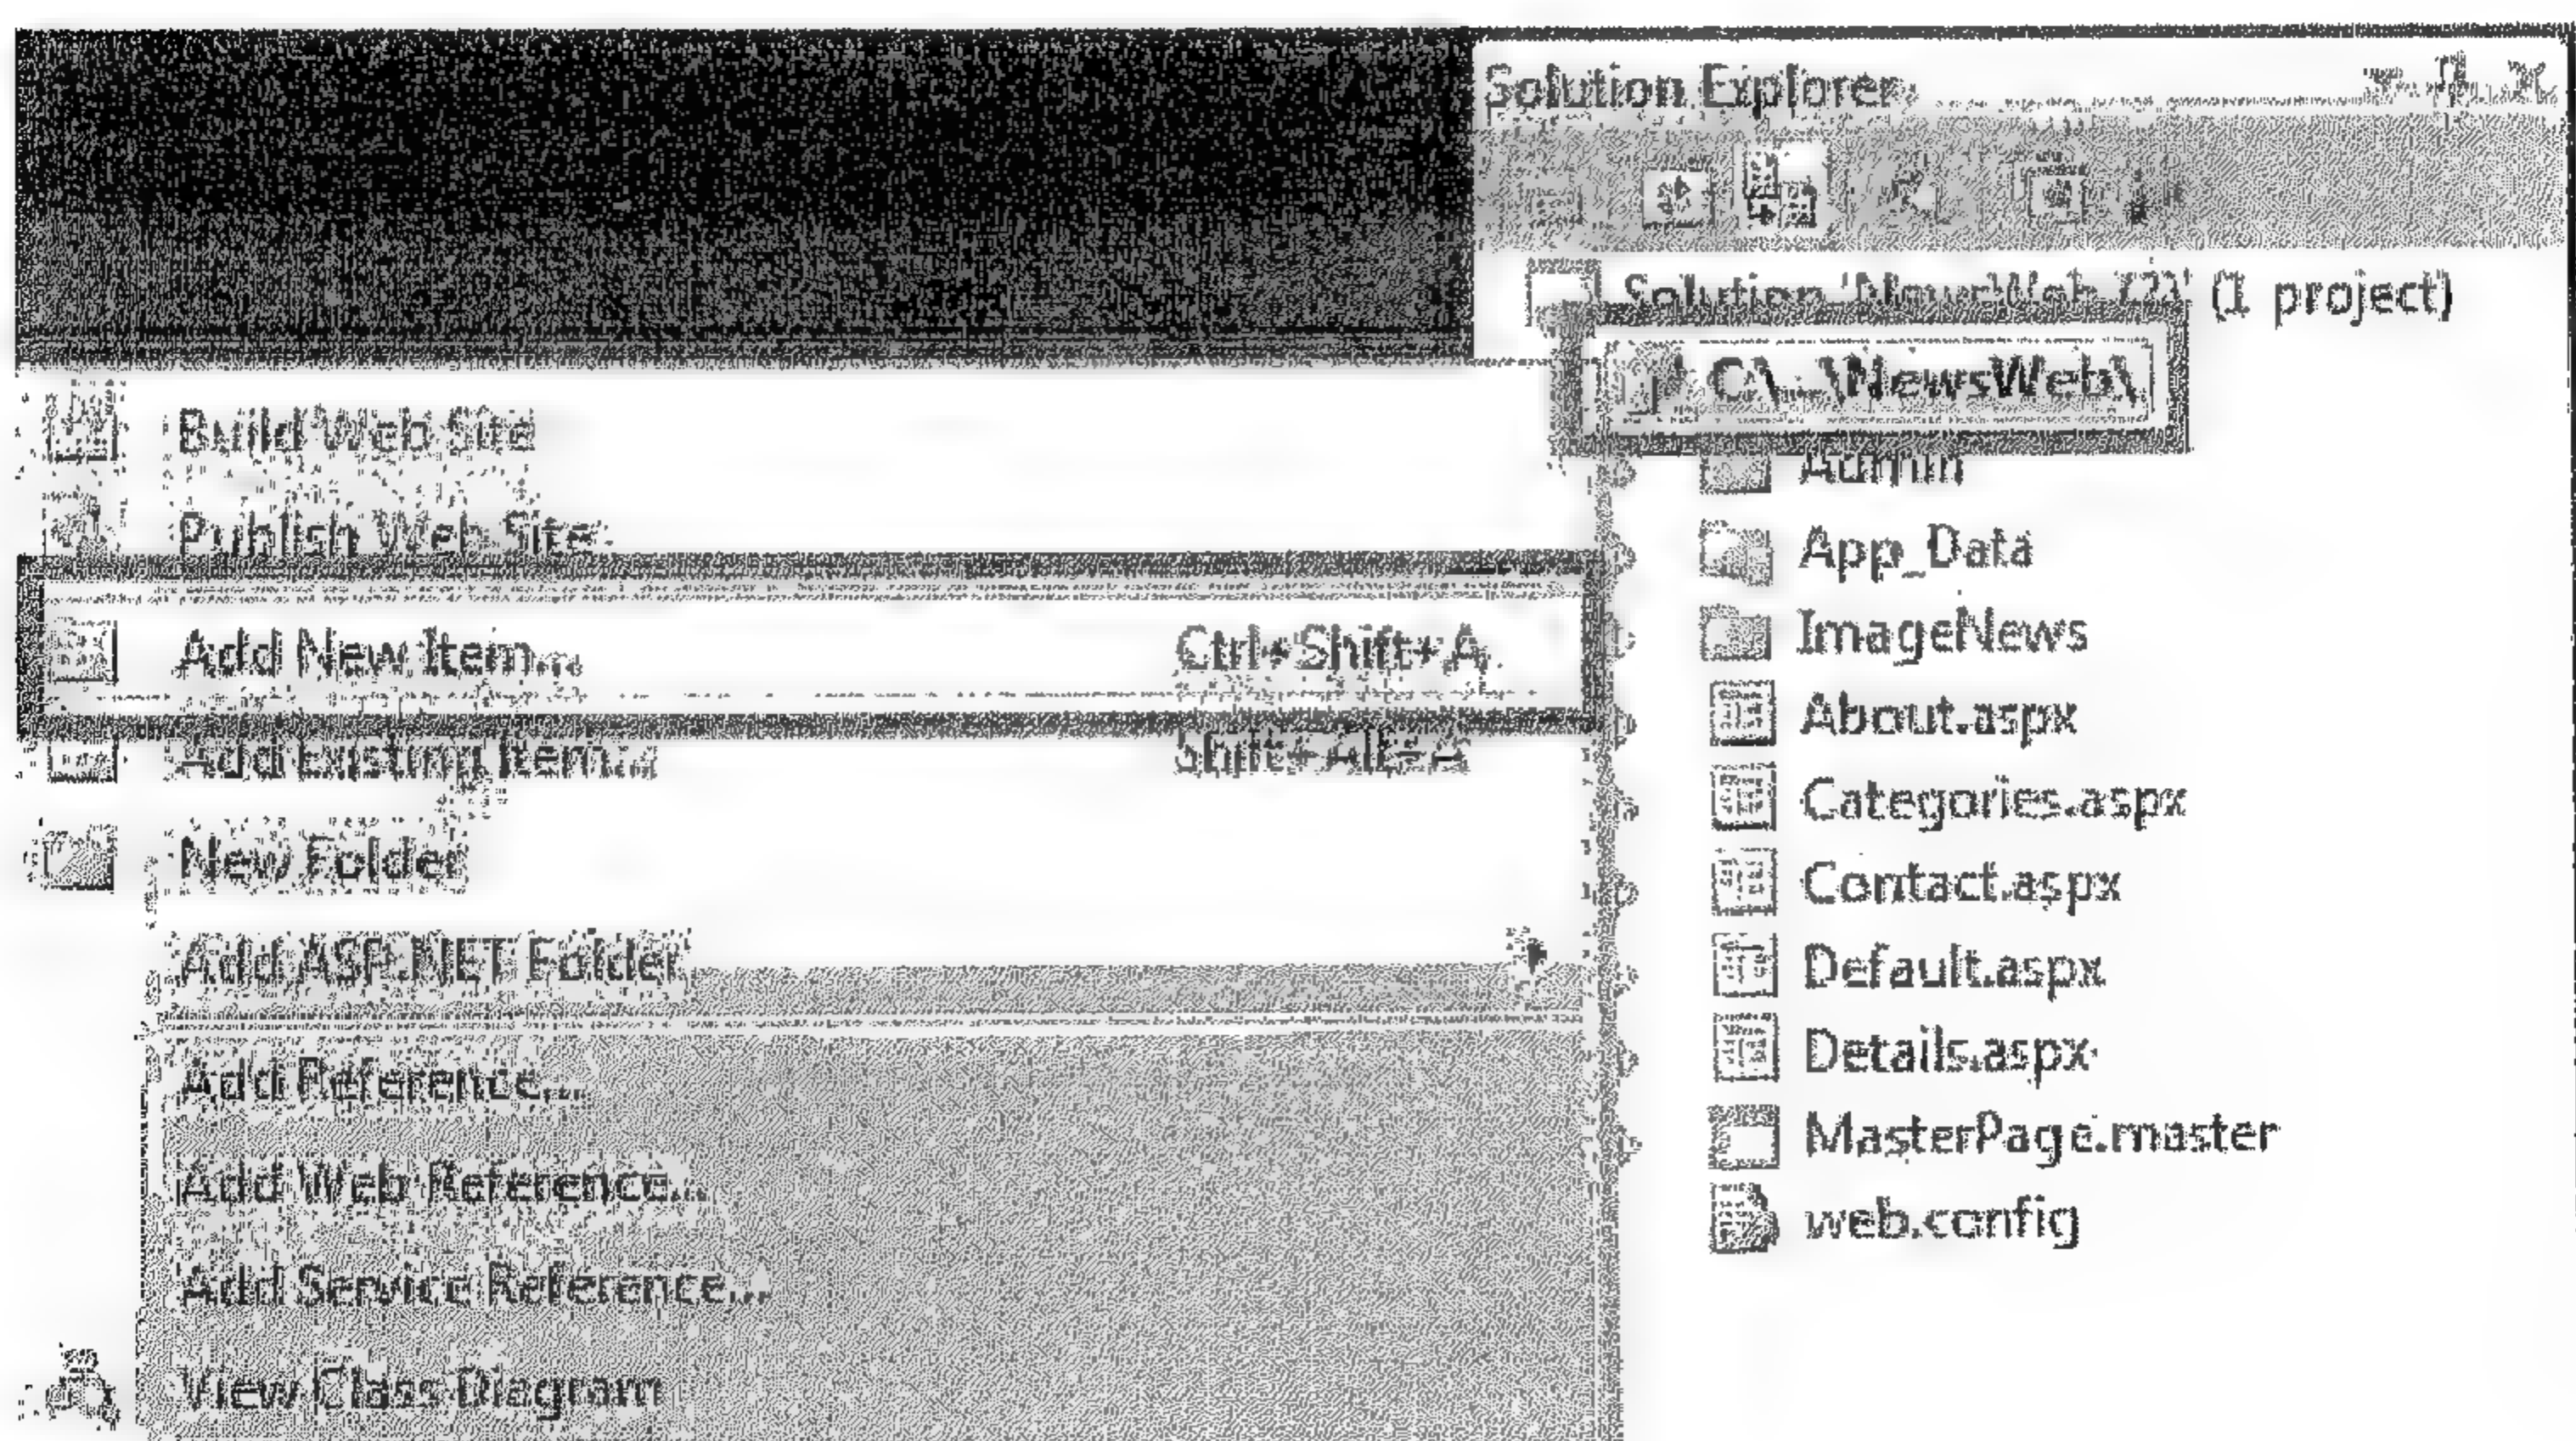 Solution Explorer
Solution 'NewsWeb (1 project)
C:\...\NewsWeb\
Admin
App_Data
ImageNews
About.aspx
Categories.aspx
Contact.aspx
Default.aspx
Details.aspx
MasterPage.master
web.config
Build Web Site
Publish Web Site
Add New Item... Ctrl+Shift+A
Add Existing Item... Shift+Alt+A
New Folder
Add ASP.NET Folder
Add Reference...
Add Web Reference...
Add Service Reference...
View Class Diagram